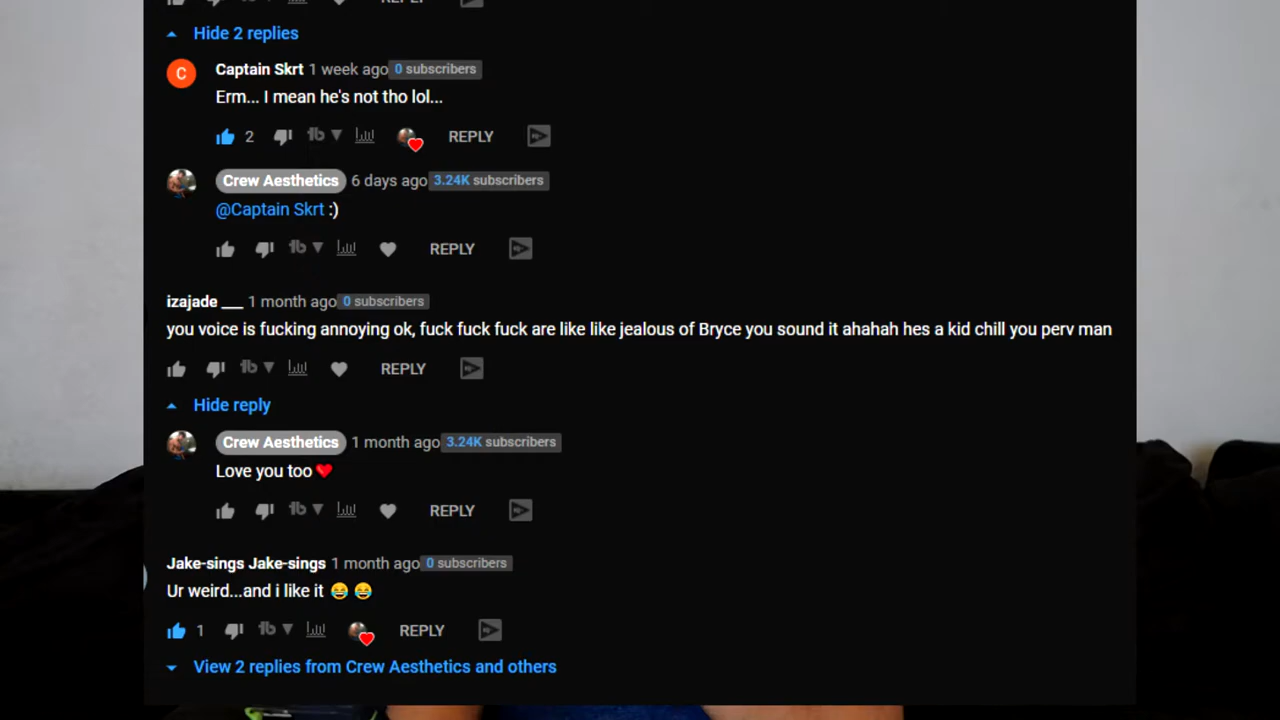 Hide 2 replies
C
Captain Skrt 1 week ago 0 subscribers
Erm... I mean he's not tho lol...
2 REPLY
Crew Aesthetics 6 days ago 3.24K subscribers
@Captain Skrt :)
REPLY
izajade __ 1 month ago 0 subscribers
you voice is fucking annoying ok, fuck fuck fuck are like like jealous of Bryce you sound it ahahah hes a kid chill you perv man
REPLY
Hide reply
Crew Aesthetics 1 month ago 3.24K subscribers
Love you too❤️
REPLY
Jake-sings Jake-sings 1 month ago 0 subscribers
Ur weird...and i like it 😂 😂
1 REPLY
View 2 replies from Crew Aesthetics and others